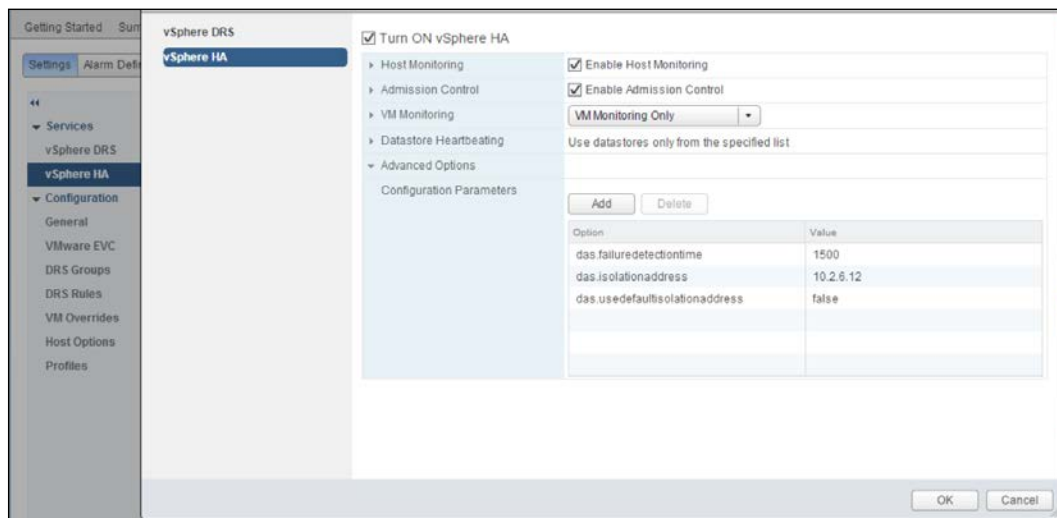 Getting Started
Settings
Services
vSphere DRS
vSphere HA
Configuration
General
VMware EVC
DRS Groups
DRS Rules
VM Overrides
Host Options
Profiles
vSphere DRS
vSphere HA
Turn ON vSphere HA
Host Monitoring Enable Host Monitoring
Admission Control Enable Admission Control
VM Monitoring VM Monitoring Only
Datastore Heartbeating Use datastores only from the specified list
Advanced Options
Configuration Parameters
Add Delete
Option Value
das.failuredetectiontime 1500
das.isolationaddress 10.2.6.12
das.usedefaultisolationaddress false
OK Cancel